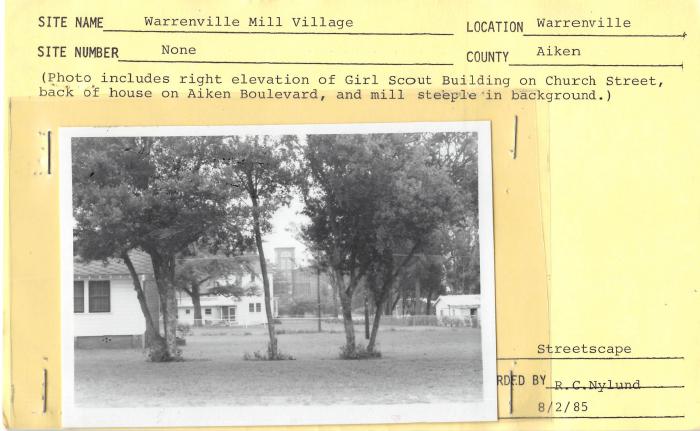 SITE NAME Warrenville Mill Village LOCATION Warrenville
SITE NUMBER None COUNTY Aiken
(Photo includes right elevation of Girl Scout Building on Church Street,
back of house on Aiken Boulevard, and mill steeple in background.)
Streetscape
RDED BY R.C.Nylund
8/2/85